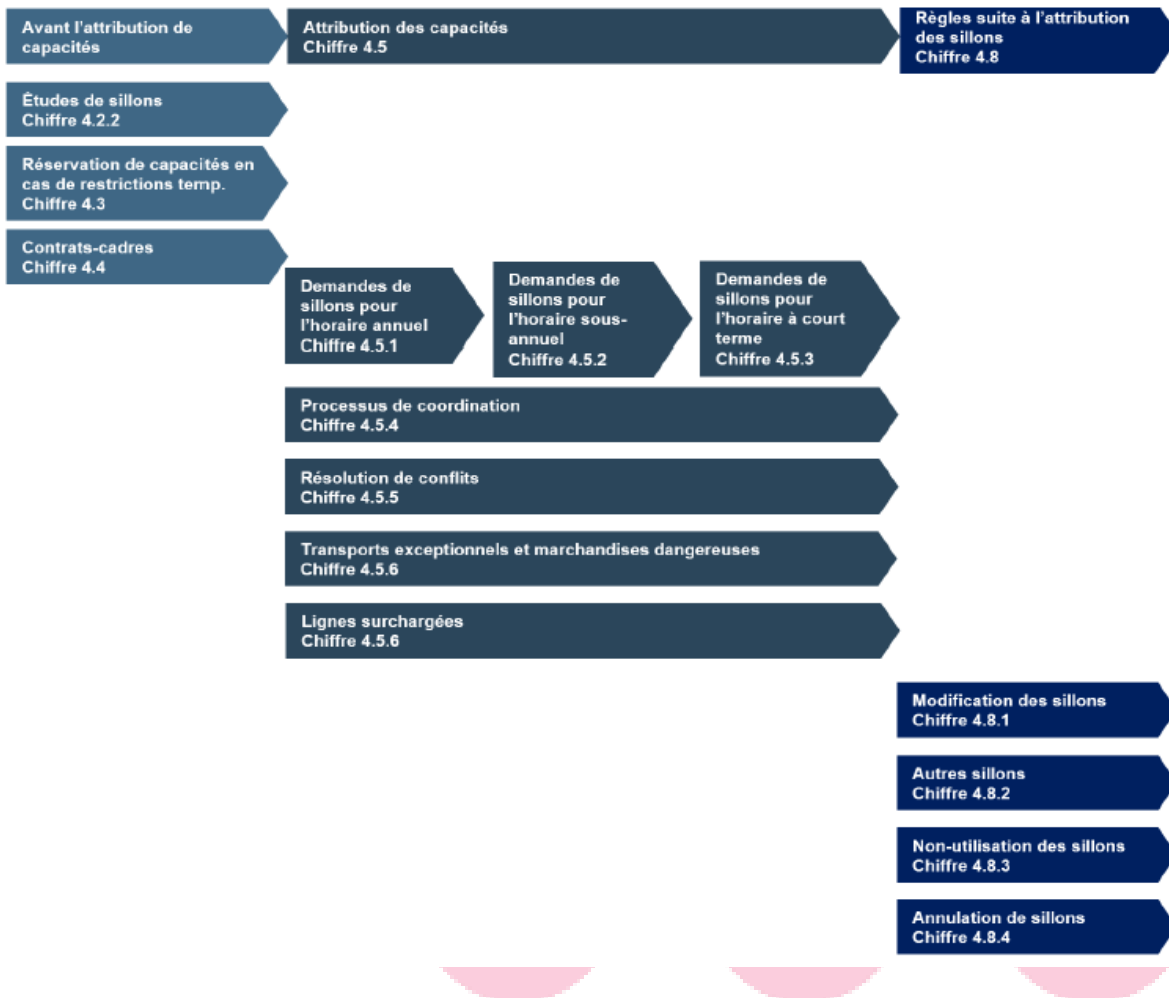 Avant l'attribution de
capacités
Attribution des capacités
Chiffre 4.5
Règles suite à l'attribution
des sillons
Chiffre 4.8
Études de sillons
Chiffre 4.2.2
Réservation de capacités en
cas de restrictions temp.
Chiffre 4.3
Contrats-cadres
Chiffre 4.4
Demandes de
sillons pour
l'horaire annuel
Chiffre 4.5.1
Demandes de
sillons pour
l'horaire sous-
annuel
Chiffre 4.5.2
Demandes de
sillons pour
l'horaire à court
terme
Chiffre 4.5.3
Processus de coordination
Chiffre 4.5.4
Résolution de conflits
Chiffre 4.5.5
Transports exceptionnels et marchandises dangereuses
Chiffre 4.5.6
Lignes surchargées
Chiffre 4.5.6
Modification des sillons
Chiffre 4.8.1
Autres sillons
Chiffre 4.8.2
Non-utilisation des sillons
Chiffre 4.8.3
Annulation de sillons
Chiffre 4.8.4